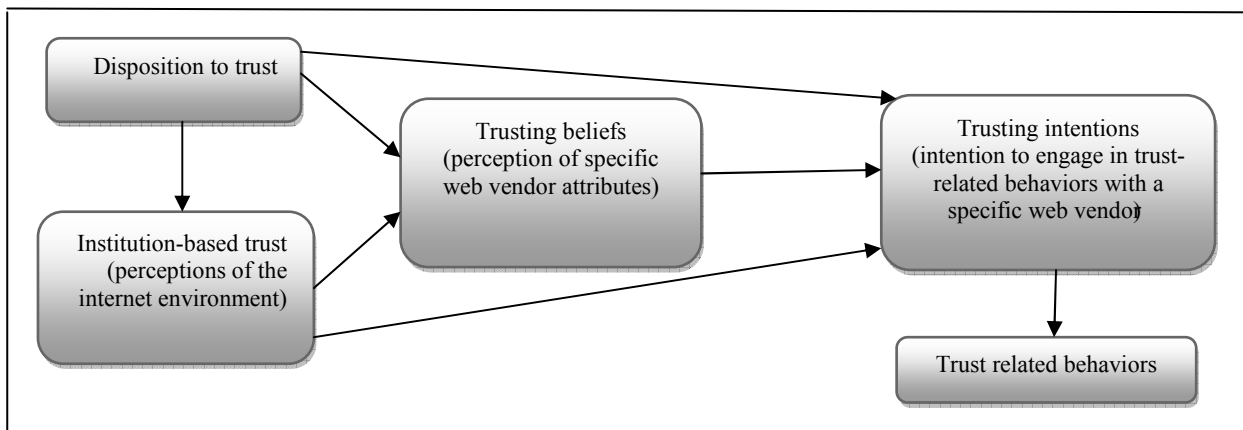 Disposition to trust
Trusting beliefs
(perception of specific
web vendor attributes)
Trusting intentions
(intention to engage in trust-
related behaviors with a
specific web vendor)
Institution-based trust
(perceptions of the
internet environment)
Trust related behaviors